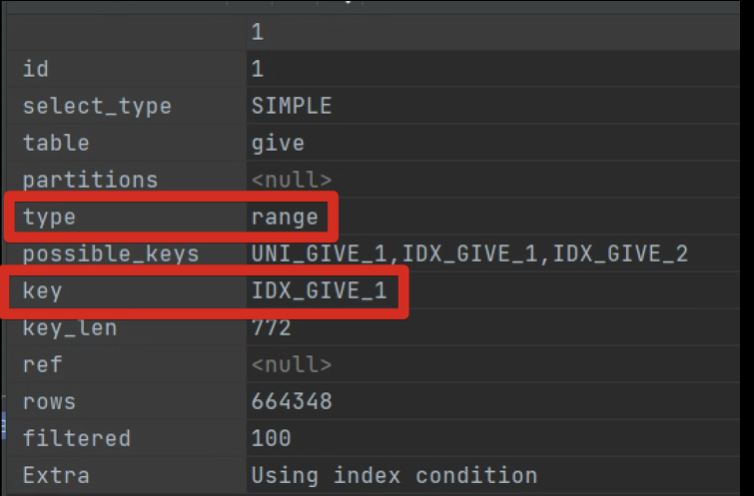 1
id 1
select_type SIMPLE
table give
partitions <null>
type range
possible_keys UNI_GIVE_1,IDX_GIVE_1,IDX_GIVE_2
key IDX_GIVE_1
key_len 772
ref <null>
rows 664348
filtered 100
Extra Using index condition